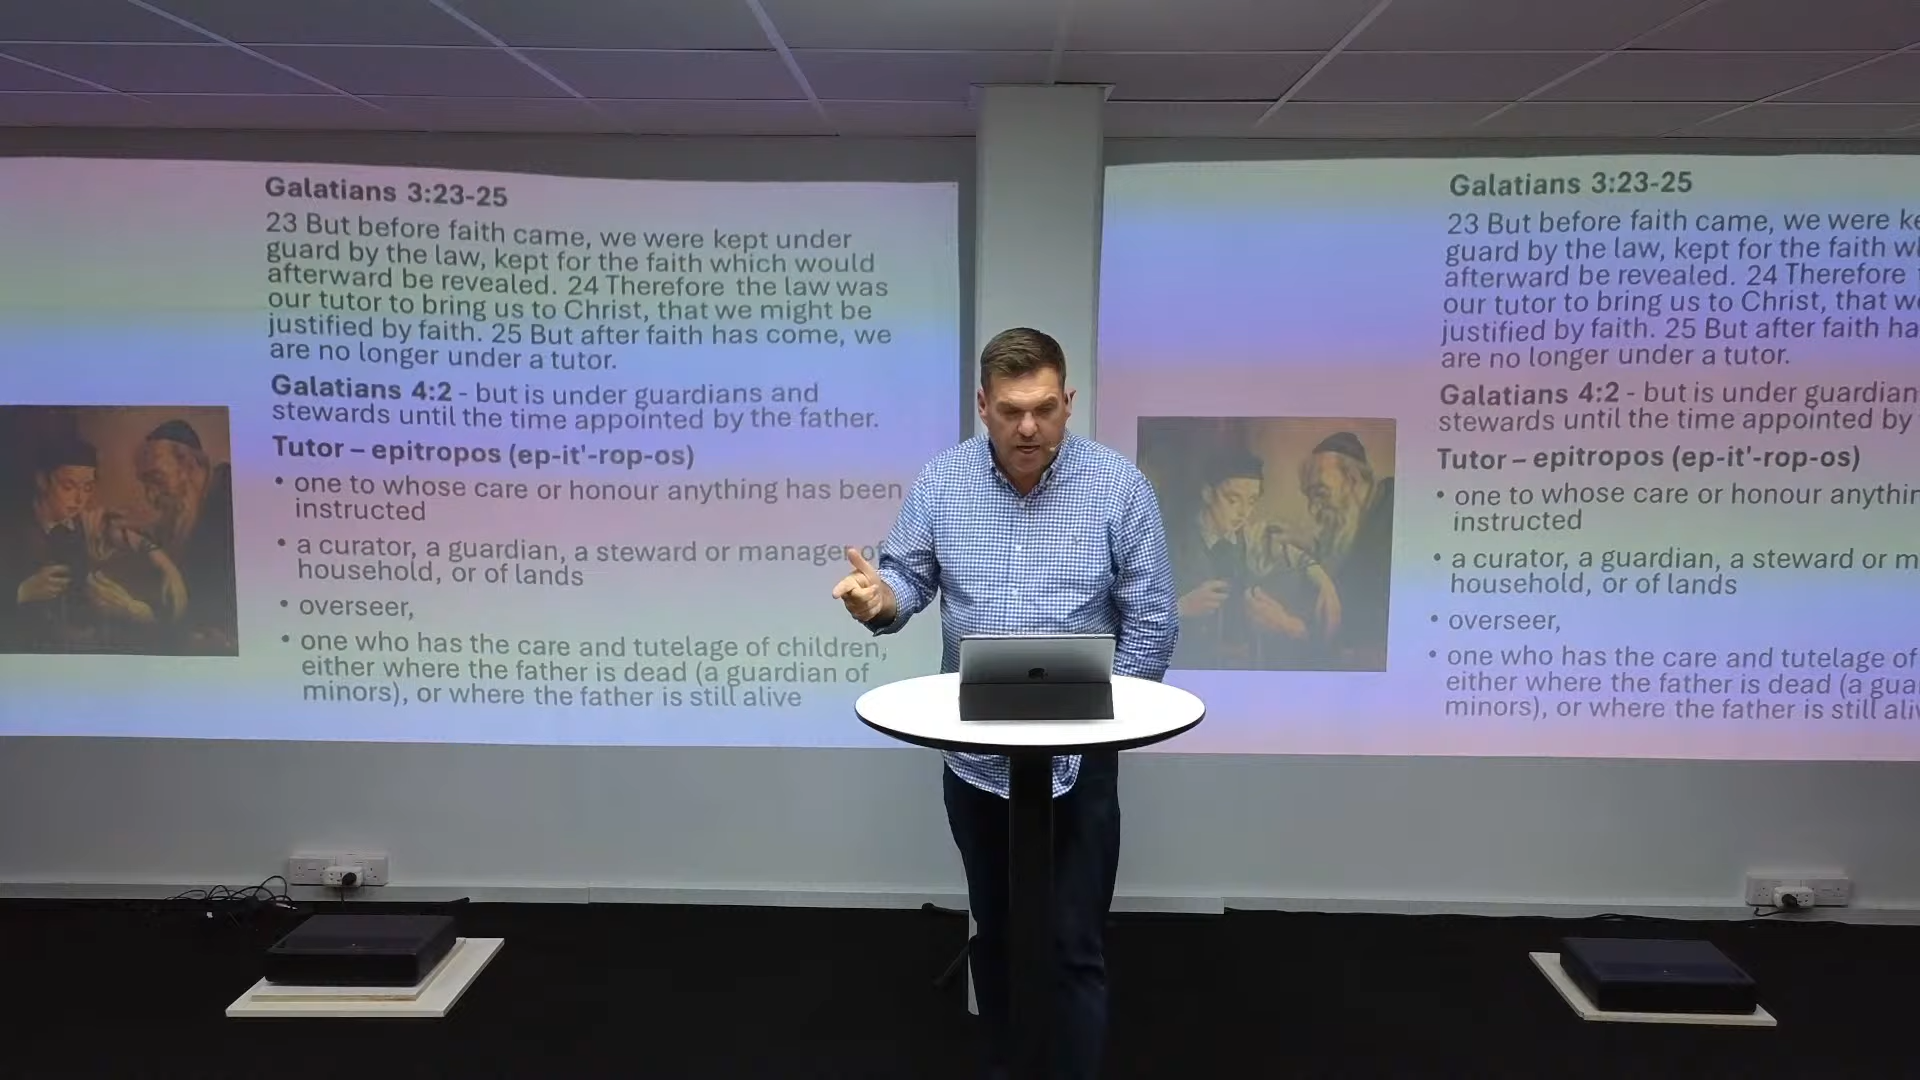 Galatians 3:23-25
23 But before faith came, we were kept under
guard by the law, kept for the faith which would
afterward be revealed. 24 Therefore the law was
our tutor to bring us to Christ, that we might be
justified by faith. 25 But after faith has come, we
are no longer under a tutor.
Galatians 4:2 - but is under guardians and
stewards until the time appointed by the father.
Tutor – epitropos (ep-it'-rop-os)
• one to whose care or honour anything has been
instructed
• a curator, a guardian, a steward or manager of
household, or of lands
• overseer,
• one who has the care and tutelage of children,
either where the father is dead (a guardian of
minors), or where the father is still alive
Galatians 3:23-25
23 But before faith came, we were
guard by the law, kept for the faith
afterward be revealed. 24 Therefore
our tutor to bring us to Christ, that
justified by faith. 25 But after faith
are no longer under a tutor.
Galatians 4:2 - but is under
stewards until the time appointed by
Tutor – epitropos (ep-it'-rop-os)
• one to whose care or honour
instructed
• a curator, a guardian, a steward or
household, or of lands
• overseer,
• one who has the care and tutelage of
either where the father is dead (a
minors), or where the father is still